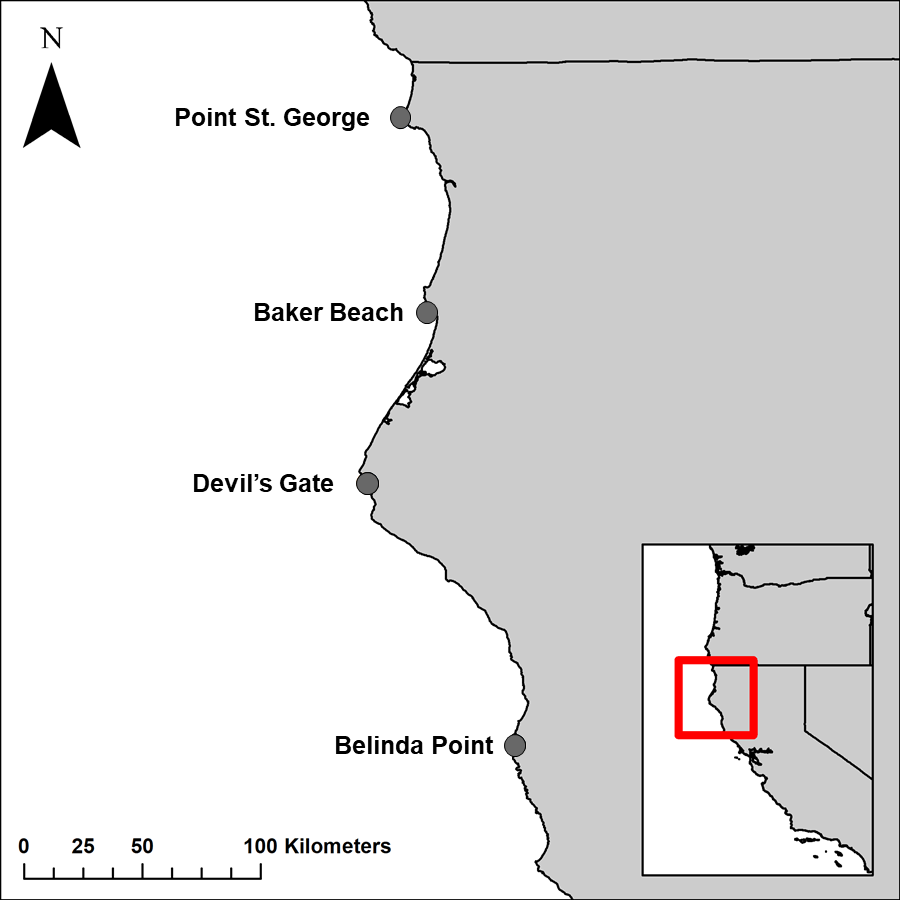 N
Point St. George
Baker Beach
Devil’s Gate
Belinda Point
0 25 50 100 Kilometers